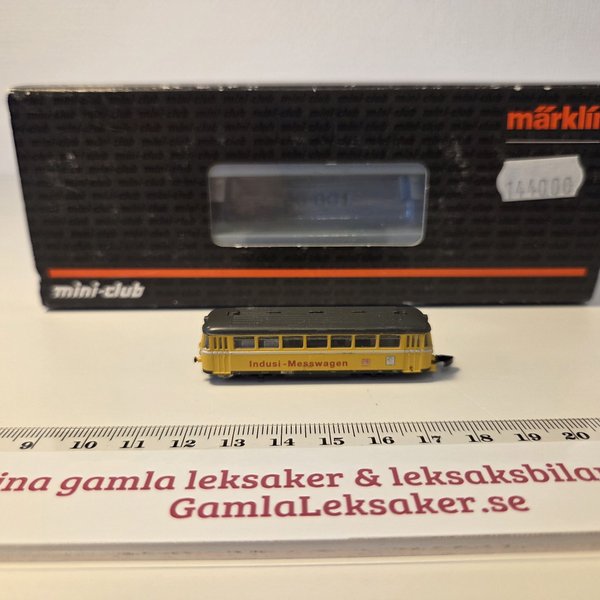 märklin
144000
mini-club
Indusi-Messwagen
9 10 11 12 13 14 15 16 17 18 19 20
ina gamla leksaker & leksaksbilar
GamlaLeksaker.se